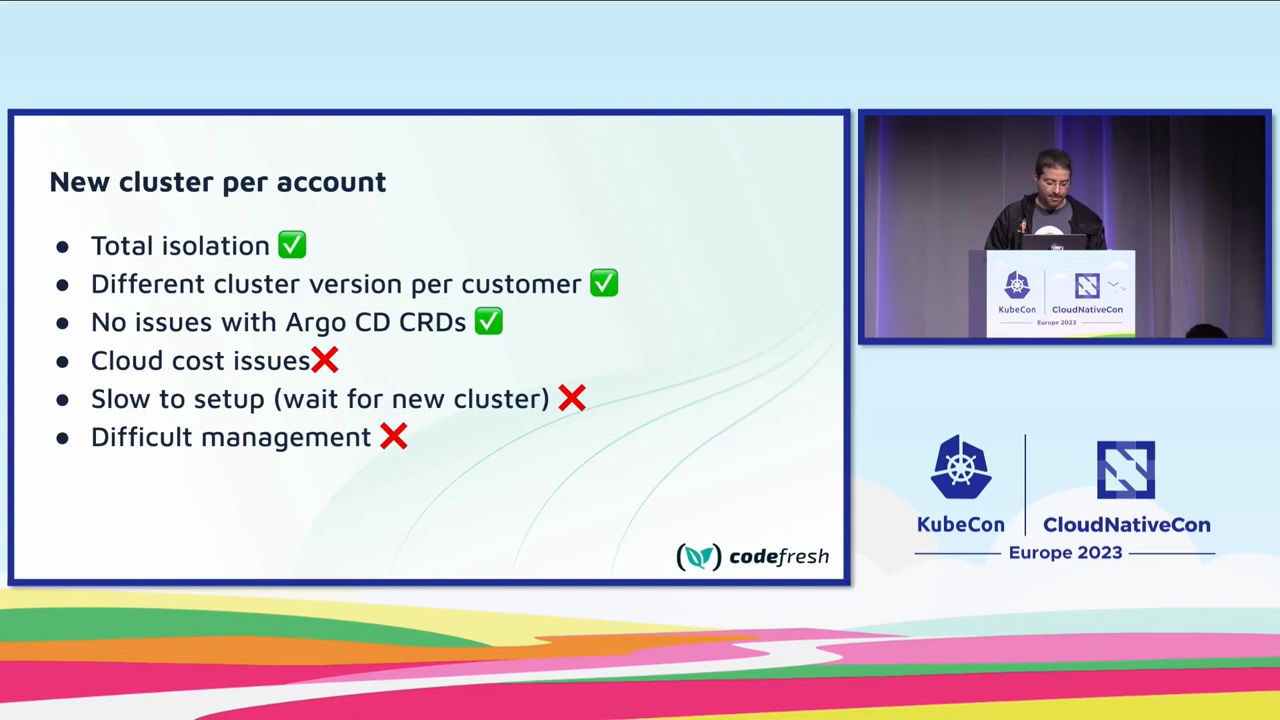 New cluster per account
● Total isolation ✅
● Different cluster version per customer ✅
● No issues with Argo CD CRDs ✅
● Cloud cost issues❌
● Slow to setup (wait for new cluster) ❌
● Difficult management ❌
codefresh
KubeCon
CloudNativeCon
Europe 2023
KubeCon
CloudNativeCon
Europe 2023